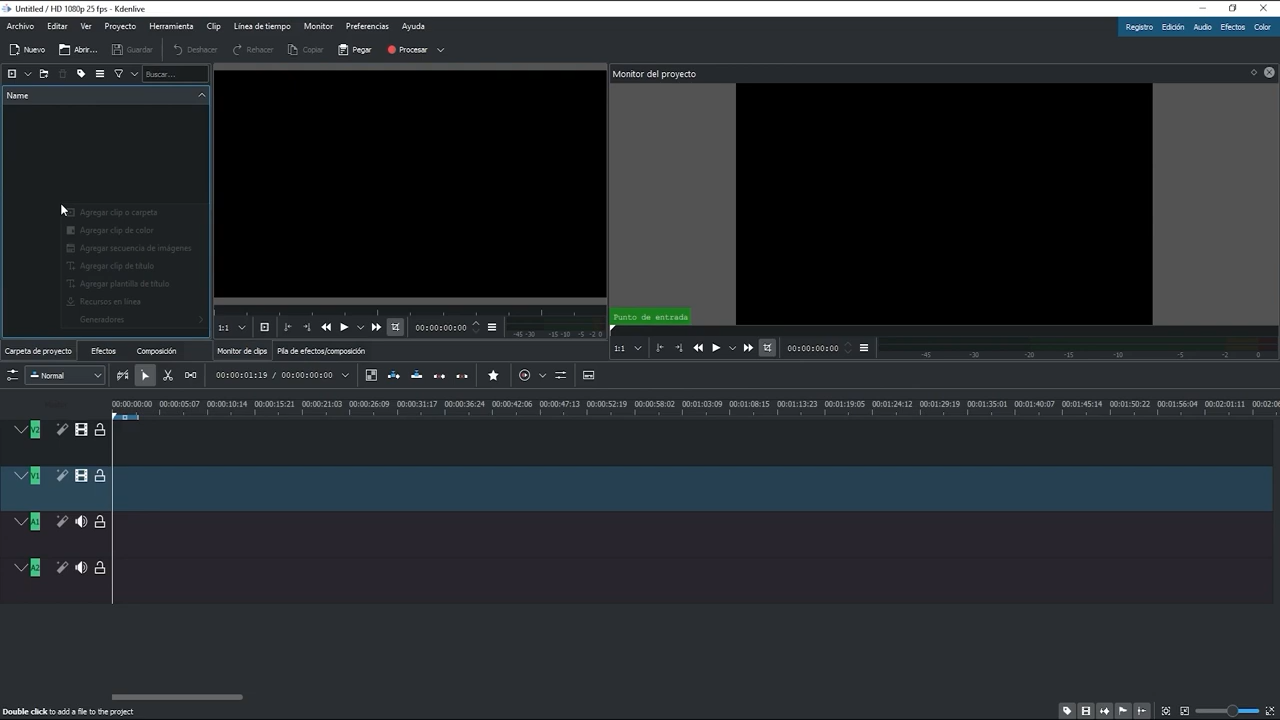 Untitled / HD 1080p 25 fps - Kdenlive
Archivo Editar Ver Proyecto Herramienta Clip Línea de tiempo Monitor Preferencias Ayuda
Registro Edición Audio Efectos Color
Nuevo Abrir... Guardar Deshacer Rehacer Copiar Pegar Procesar
Buscar...
Monitor del proyecto
Name
Agregar clip o carpeta
Agregar clip de color
Agregar secuencia de imágenes
Agregar clip de título
Agregar plantilla de título
Recursos en línea
Generadores
Punto de entrada
1:1 00:00:00:00 -45 -30 -15 -10 -5 -2 0
1:1 00:00:00:00 -45 -30 -20 -15 -10 -5 -2 0
Carpeta de proyecto Efectos Composición Monitor de clips Pila de efectos/composición
Normal 00:00:01:19 / 00:00:00:00
00:00:00:00 00:00:05:07 00:00:10:14 00:00:15:21 00:00:21:03 00:00:26:09 00:00:31:17 00:00:36:24 00:00:42:06 00:00:47:13 00:00:52:19 00:00:58:02 00:01:03:09 00:01:08:15 00:01:13:23 00:01:19:05 00:01:24:12 00:01:29:19 00:01:35:01 00:01:40:07 00:01:45:14 00:01:50:22 00:01:56:04 00:02:01:11
V2
V1
A1
A2
Double click to add a file to the project